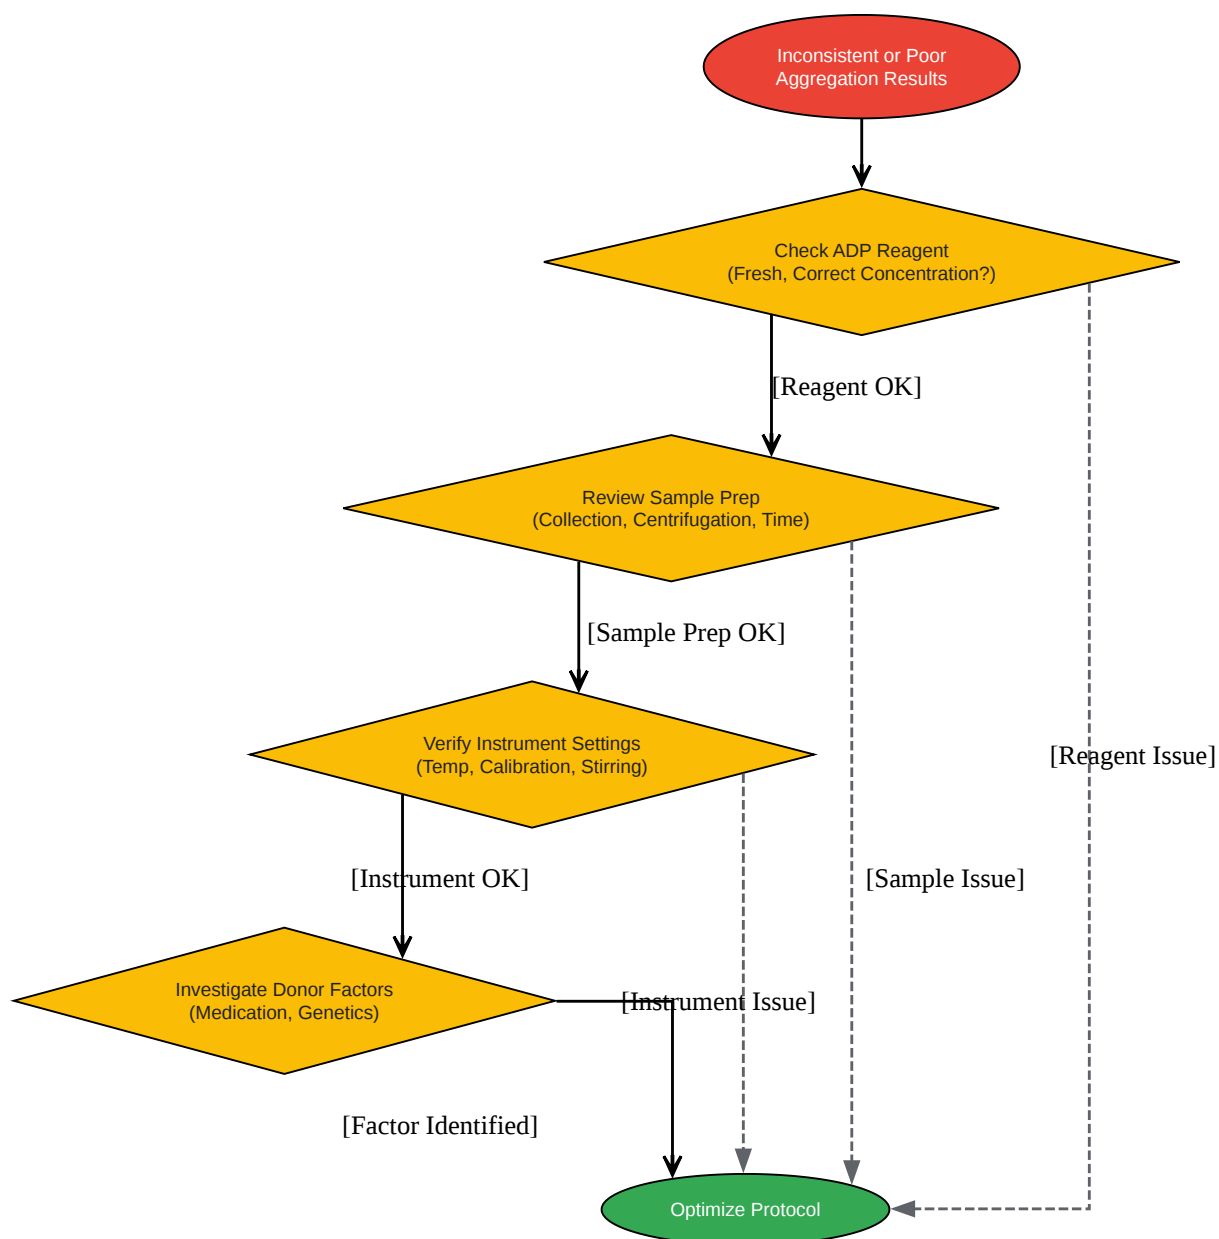 Inconsistent or Poor
Aggregation Results
Check ADP Reagent
(Fresh, Correct Concentration?)
[Reagent OK]
Review Sample Prep
(Collection, Centrifugation, Time)
[Sample Prep OK]
Verify Instrument Settings
(Temp, Calibration, Stirring)
[Reagent Issue]
[Instrument OK]
[Sample Issue]
Investigate Donor Factors
(Medication, Genetics)
[Instrument Issue]
[Factor Identified]
Optimize Protocol